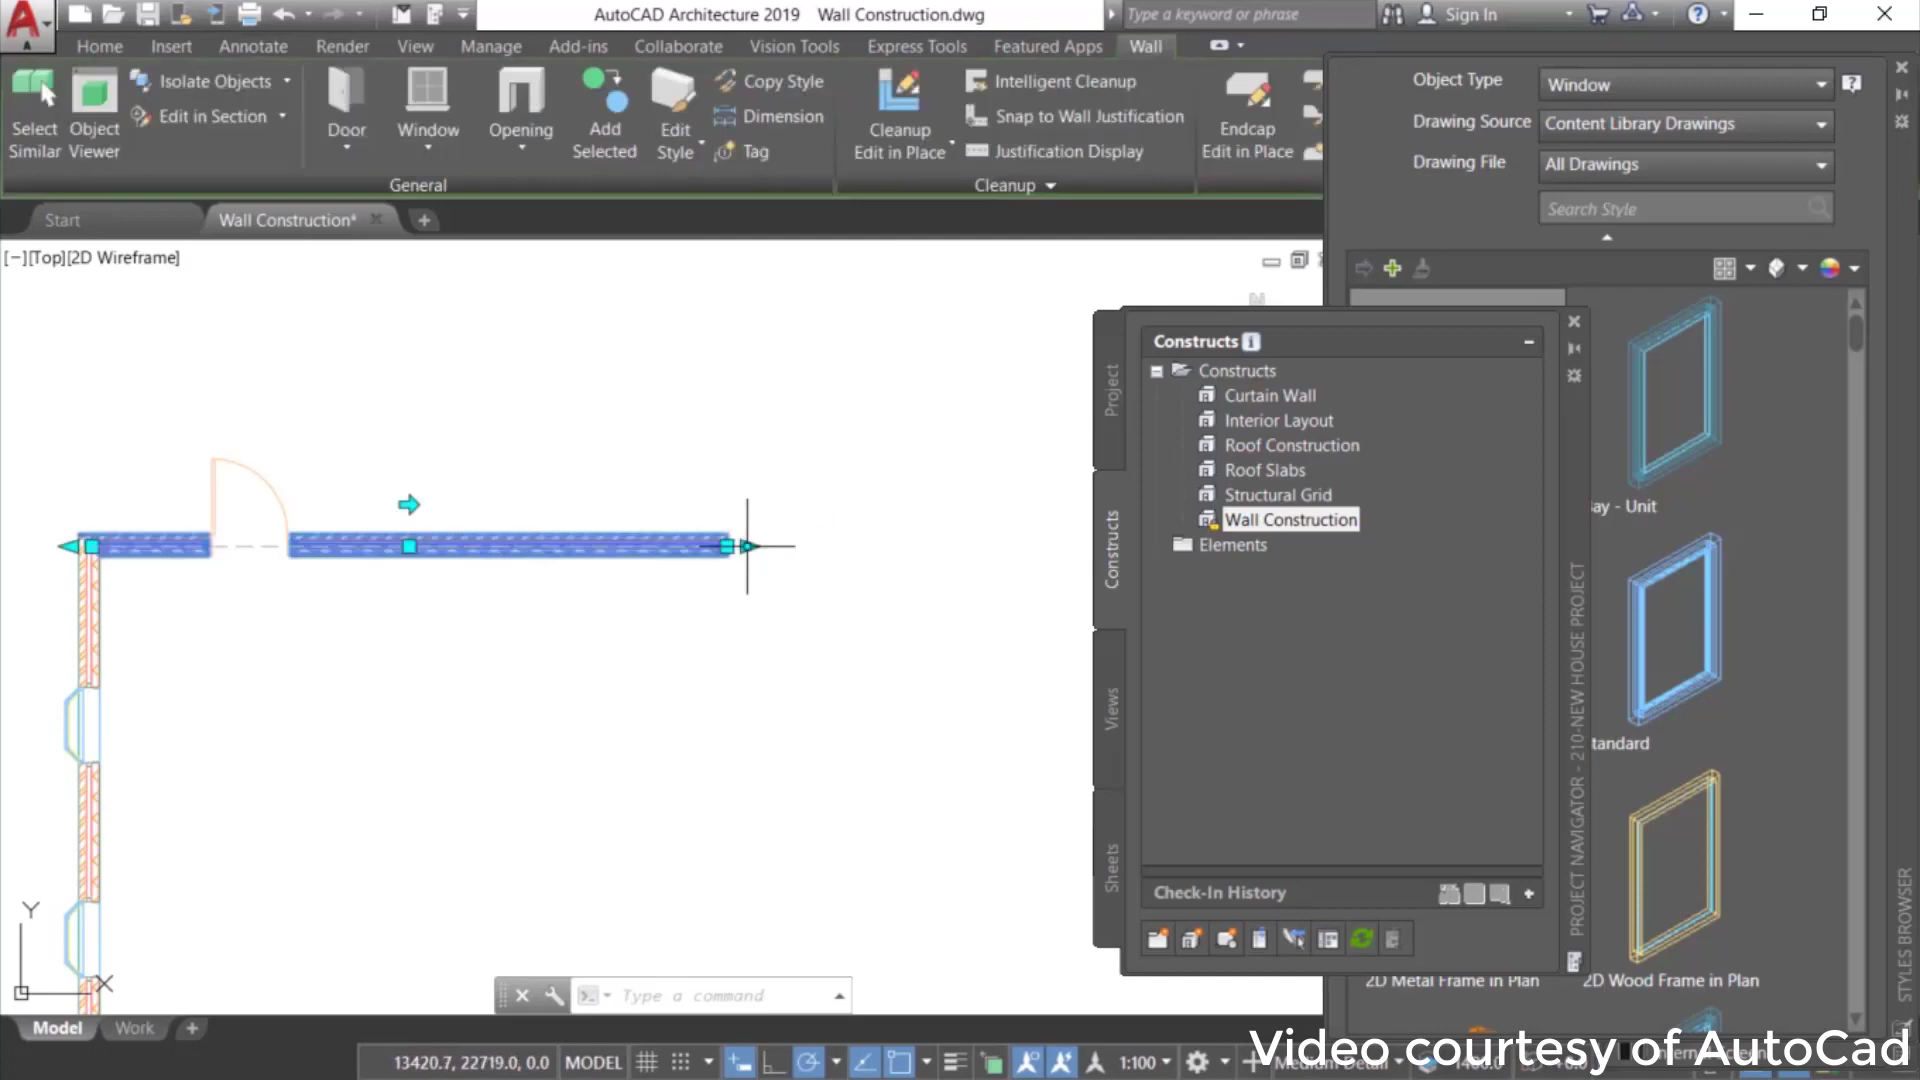 AutoCAD Architecture 2019 Wall Construction.dwg
Type a keyword or phrase
Sign In
Home Insert Annotate Render View Manage Add-ins Collaborate Vision Tools Express Tools Featured Apps Wall
Select Similar
Object Viewer
Isolate Objects
Edit in Section
Door
Window
Opening
Add Selected
Edit Style
Copy Style
Dimension
Tag
General
Cleanup Edit in Place
Intelligent Cleanup
Snap to Wall Justification
Justification Display
Cleanup
Endcap Edit in Place
Start
Wall Construction*
[−][Top][2D Wireframe]
N
Object Type Window
Drawing Source Content Library Drawings
Drawing File All Drawings
Search Style
Project
Constructs
Views
Sheets
Constructs
Constructs
Curtain Wall
Interior Layout
Roof Construction
Roof Slabs
Structural Grid
Wall Construction
Elements
Check-In History
PROJECT NAVIGATOR - 210-NEW HOUSE PROJECT
ay - Unit
tandard
2D Metal Frame in Plan
2D Wood Frame in Plan
STYLES BROWSER
Y
X
Type a command
Model Work
13420.7, 22719.0, 0.0 MODEL
1:100
Video courtesy of AutoCad